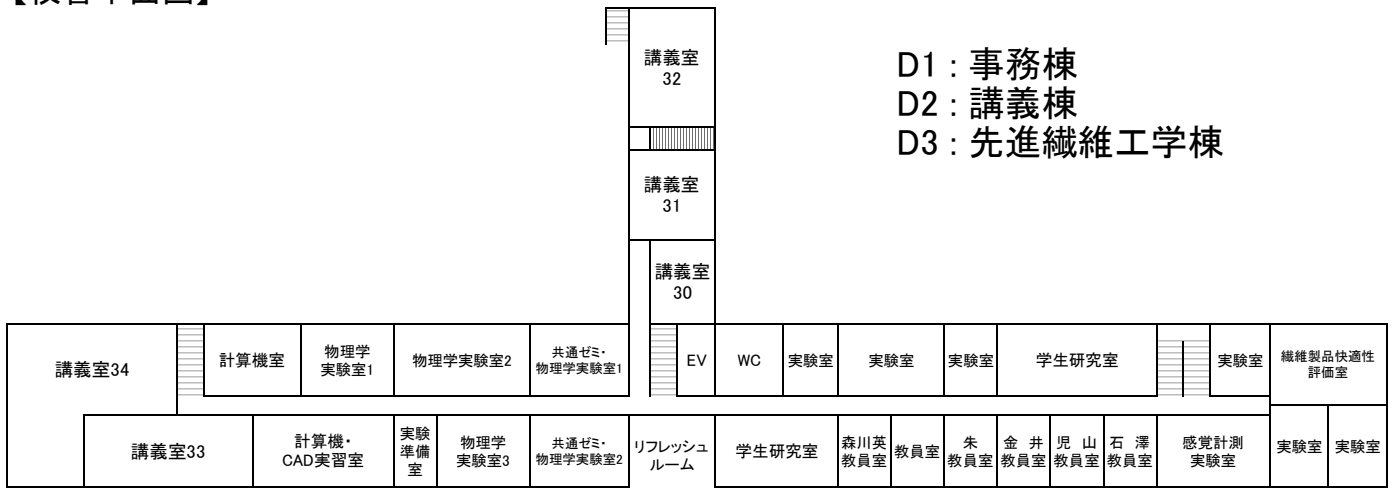 講義室
32
D1：事務棟
D2：講義棟
D3：先進繊維工学棟
講義室
31
講義室
30
講義室34
計算機室
物理学
実験室1
物理学実験室2
共通ゼミ・
物理学実験室1
EV
WC
実験室
実験室
実験室
学生研究室
実験室
繊維製品快適性
評価室
講義室33
計算機・
CAD実習室
実験
準備
室
物理学
実験室3
共通ゼミ・
物理学実験室2
リフレッシュ
ルーム
学生研究室
森川英
教員室
教員室
朱
教員室
金 井
教員室
児 山
教員室
石 澤
教員室
感覚計測
実験室
実験室
実験室